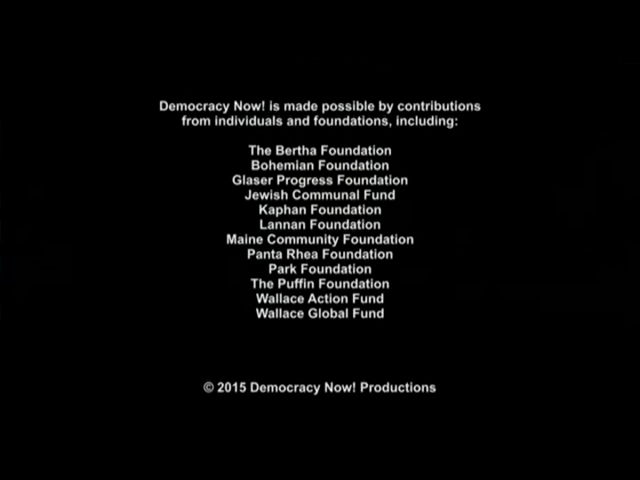 Democracy Now! is made possible by contributions
from individuals and foundations, including:
The Bertha Foundation
Bohemian Foundation
Glaser Progress Foundation
Jewish Communal Fund
Kaphan Foundation
Lannan Foundation
Maine Community Foundation
Panta Rhea Foundation
Park Foundation
The Puffin Foundation
Wallace Action Fund
Wallace Global Fund
© 2015 Democracy Now! Productions